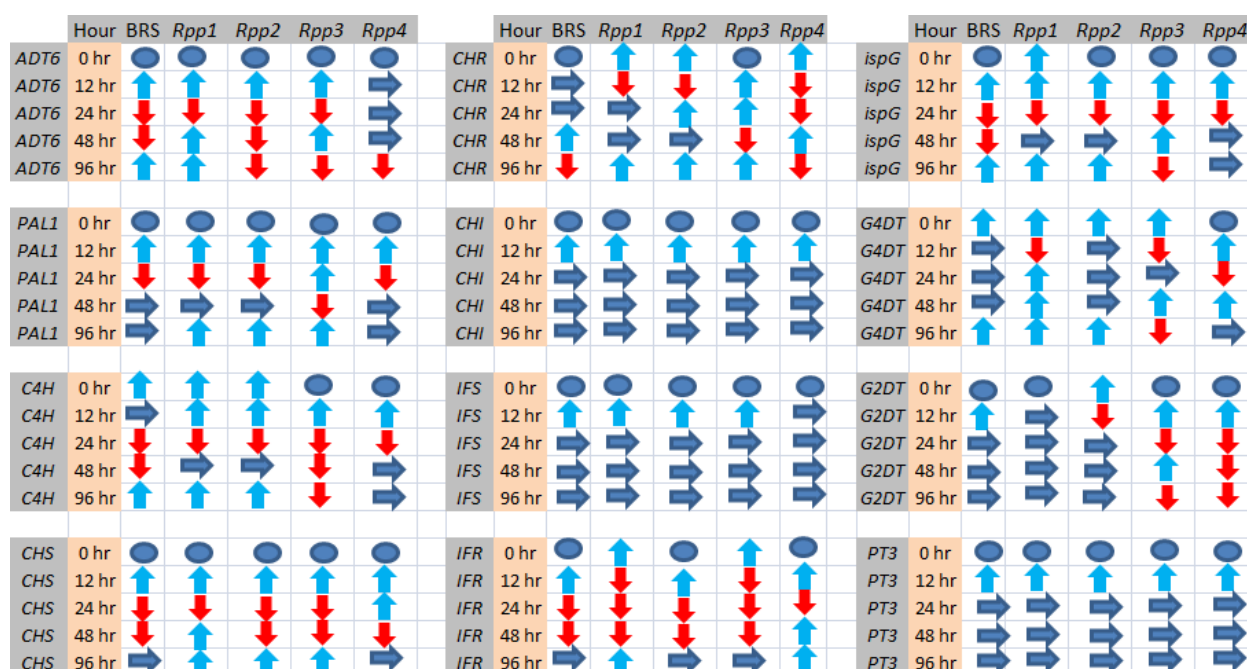 Hour BRS Rpp1 Rpp2 Rpp3 Rpp4 Hour BRS Rpp1 Rpp2 Rpp3 Rpp4 Hour BRS Rpp1 Rpp2 Rpp3 Rpp4
ADT6 0 hr CHR 0 hr ispG 0 hr
ADT6 12 hr CHR 12 hr ispG 12 hr
ADT6 24 hr CHR 24 hr ispG 24 hr
ADT6 48 hr CHR 48 hr ispG 48 hr
ADT6 96 hr CHR 96 hr ispG 96 hr
PAL1 0 hr CHI 0 hr G4DT 0 hr
PAL1 12 hr CHI 12 hr G4DT 12 hr
PAL1 24 hr CHI 24 hr G4DT 24 hr
PAL1 48 hr CHI 48 hr G4DT 48 hr
PAL1 96 hr CHI 96 hr G4DT 96 hr
C4H 0 hr IFS 0 hr G2DT 0 hr
C4H 12 hr IFS 12 hr G2DT 12 hr
C4H 24 hr IFS 24 hr G2DT 24 hr
C4H 48 hr IFS 48 hr G2DT 48 hr
C4H 96 hr IFS 96 hr G2DT 96 hr
CHS 0 hr IFR 0 hr PT3 0 hr
CHS 12 hr IFR 12 hr PT3 12 hr
CHS 24 hr IFR 24 hr PT3 24 hr
CHS 48 hr IFR 48 hr PT3 48 hr
CHS 96 hr IFR 96 hr PT3 96 hr